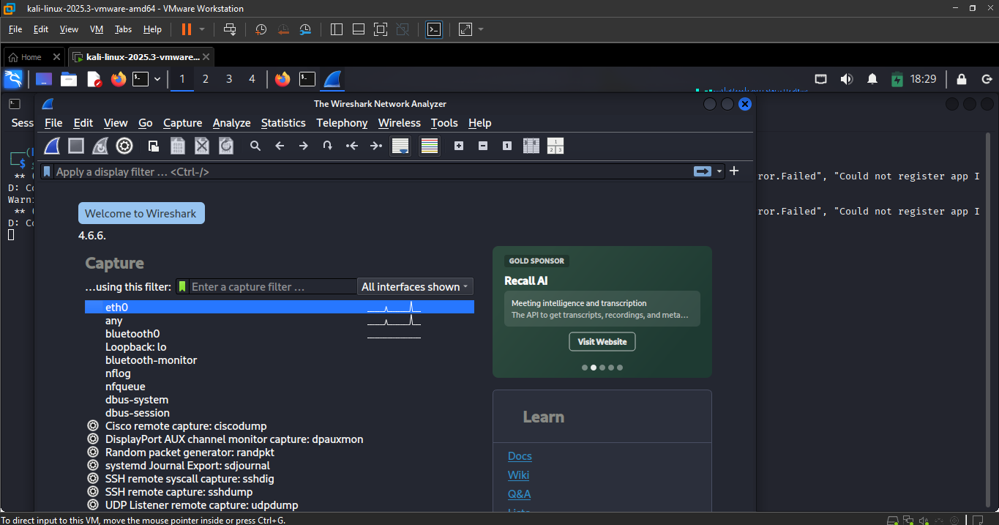 kali-linux-2025.3-vmware-amd64 - VMware Workstation
File Edit View VM Tabs Help
Home kali-linux-2025.3-vmware...
1 2 3 4 18:29
The Wireshark Network Analyzer
Sess
File Edit View Go Capture Analyze Statistics Telephony Wireless Tools Help
Apply a display filter ... <Ctrl-/>
** ror.Failed", "Could not register app I
D: Co
Warni
** ror.Failed", "Could not register app I
D: Co
Welcome to Wireshark
4.6.6.
Capture
...using this filter: Enter a capture filter ... All interfaces shown
eth0
any
bluetooth0
Loopback: lo
bluetooth-monitor
nflog
nfqueue
dbus-system
dbus-session
Cisco remote capture: ciscodump
DisplayPort AUX channel monitor capture: dpauxmon
Random packet generator: randpkt
systemd Journal Export: sdjournal
SSH remote syscall capture: sshdig
SSH remote capture: sshdump
UDP Listener remote capture: udpdump
GOLD SPONSOR
Recall AI
Meeting intelligence and transcription
The API to get transcripts, recordings, and meta...
Visit Website
Learn
Docs
Wiki
Q&A
To direct input to this VM, move the mouse pointer inside or press Ctrl+G.